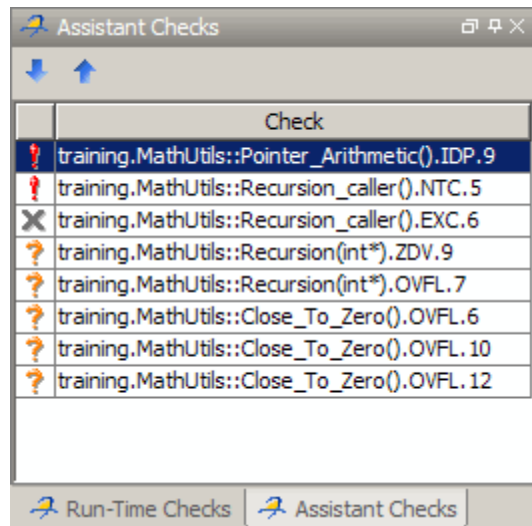 Assistant Checks
Check
training.MathUtils::Pointer_Arithmetic().IDP.9
training.MathUtils::Recursion_caller().NTC.5
training.MathUtils::Recursion_caller().EXC.6
training.MathUtils::Recursion(int*).ZDV.9
training.MathUtils::Recursion(int*).OVFL.7
training.MathUtils::Close_To_Zero().OVFL.6
training.MathUtils::Close_To_Zero().OVFL.10
training.MathUtils::Close_To_Zero().OVFL.12
Run-Time Checks Assistant Checks